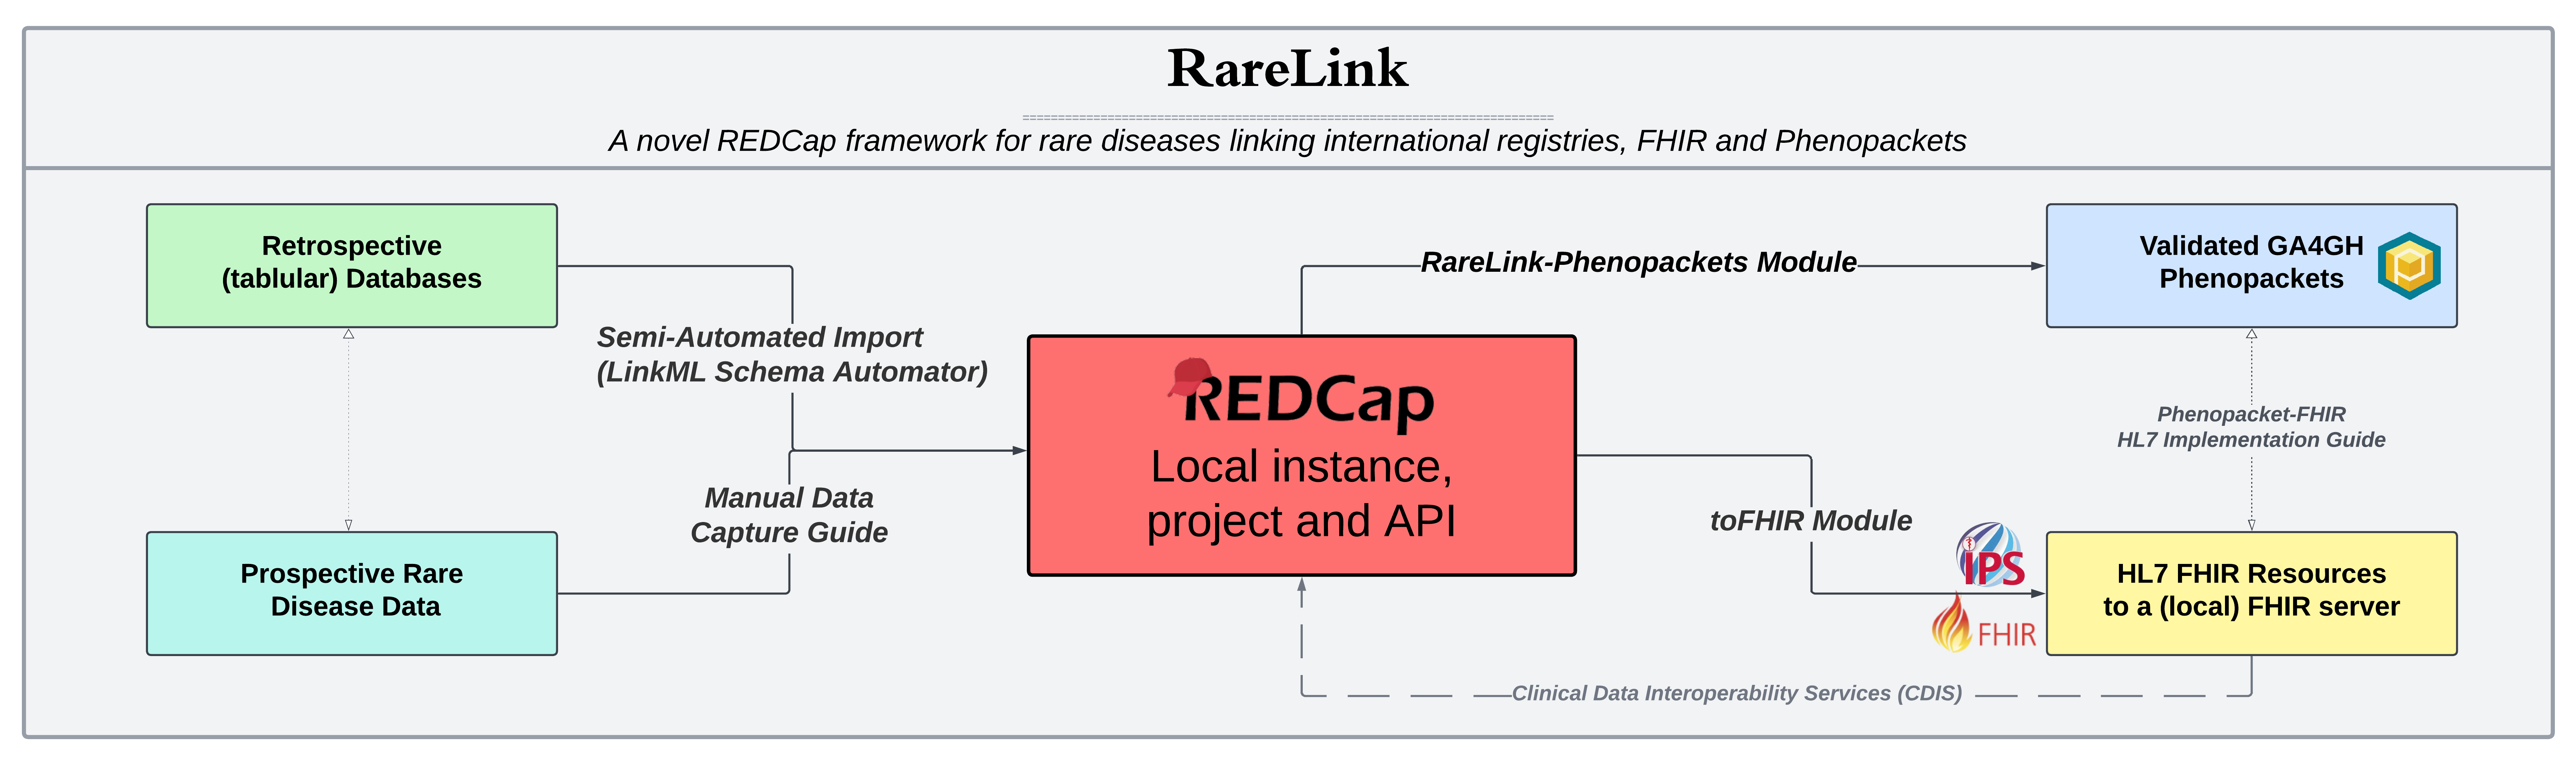 RareLink
================================================================================
A novel REDCap framework for rare diseases linking international registries, FHIR and Phenopackets
Retrospective
(tablular) Databases
Semi-Automated Import
(LinkML Schema Automator)
Manual Data
Capture Guide
Prospective Rare
Disease Data
REDCap
Local instance,
project and API
RareLink-Phenopackets Module
Validated GA4GH
Phenopackets
Phenopacket-FHIR
HL7 Implementation Guide
toFHIR Module
IPS
FHIR
HL7 FHIR Resources
to a (local) FHIR server
Clinical Data Interoperability Services (CDIS)